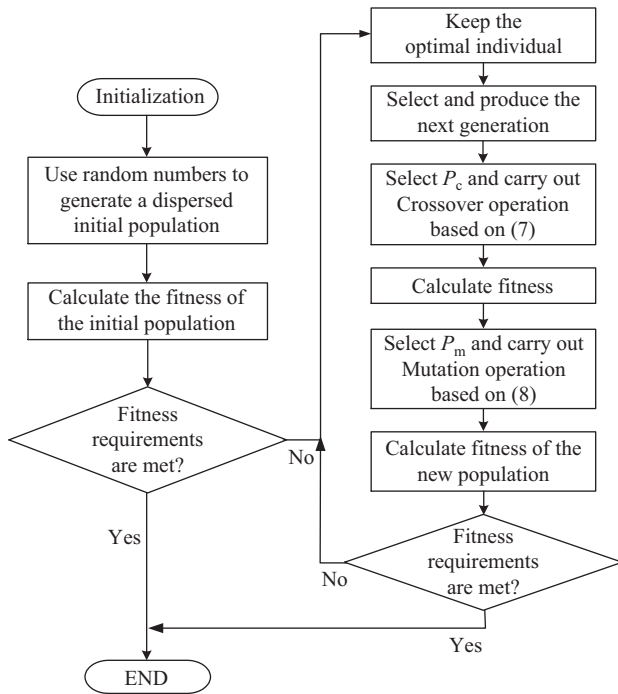 Initialization
Use random numbers to
generate a dispersed
initial population
Calculate the fitness of
the initial population
Fitness
requirements
are met?
No
Yes
END
Keep the
optimal individual
Select and produce the
next generation
Select Pc and carry out
Crossover operation
based on (7)
Calculate fitness
Select Pm and carry out
Mutation operation
based on (8)
Calculate fitness of the
new population
Fitness
requirements
are met?
No
Yes